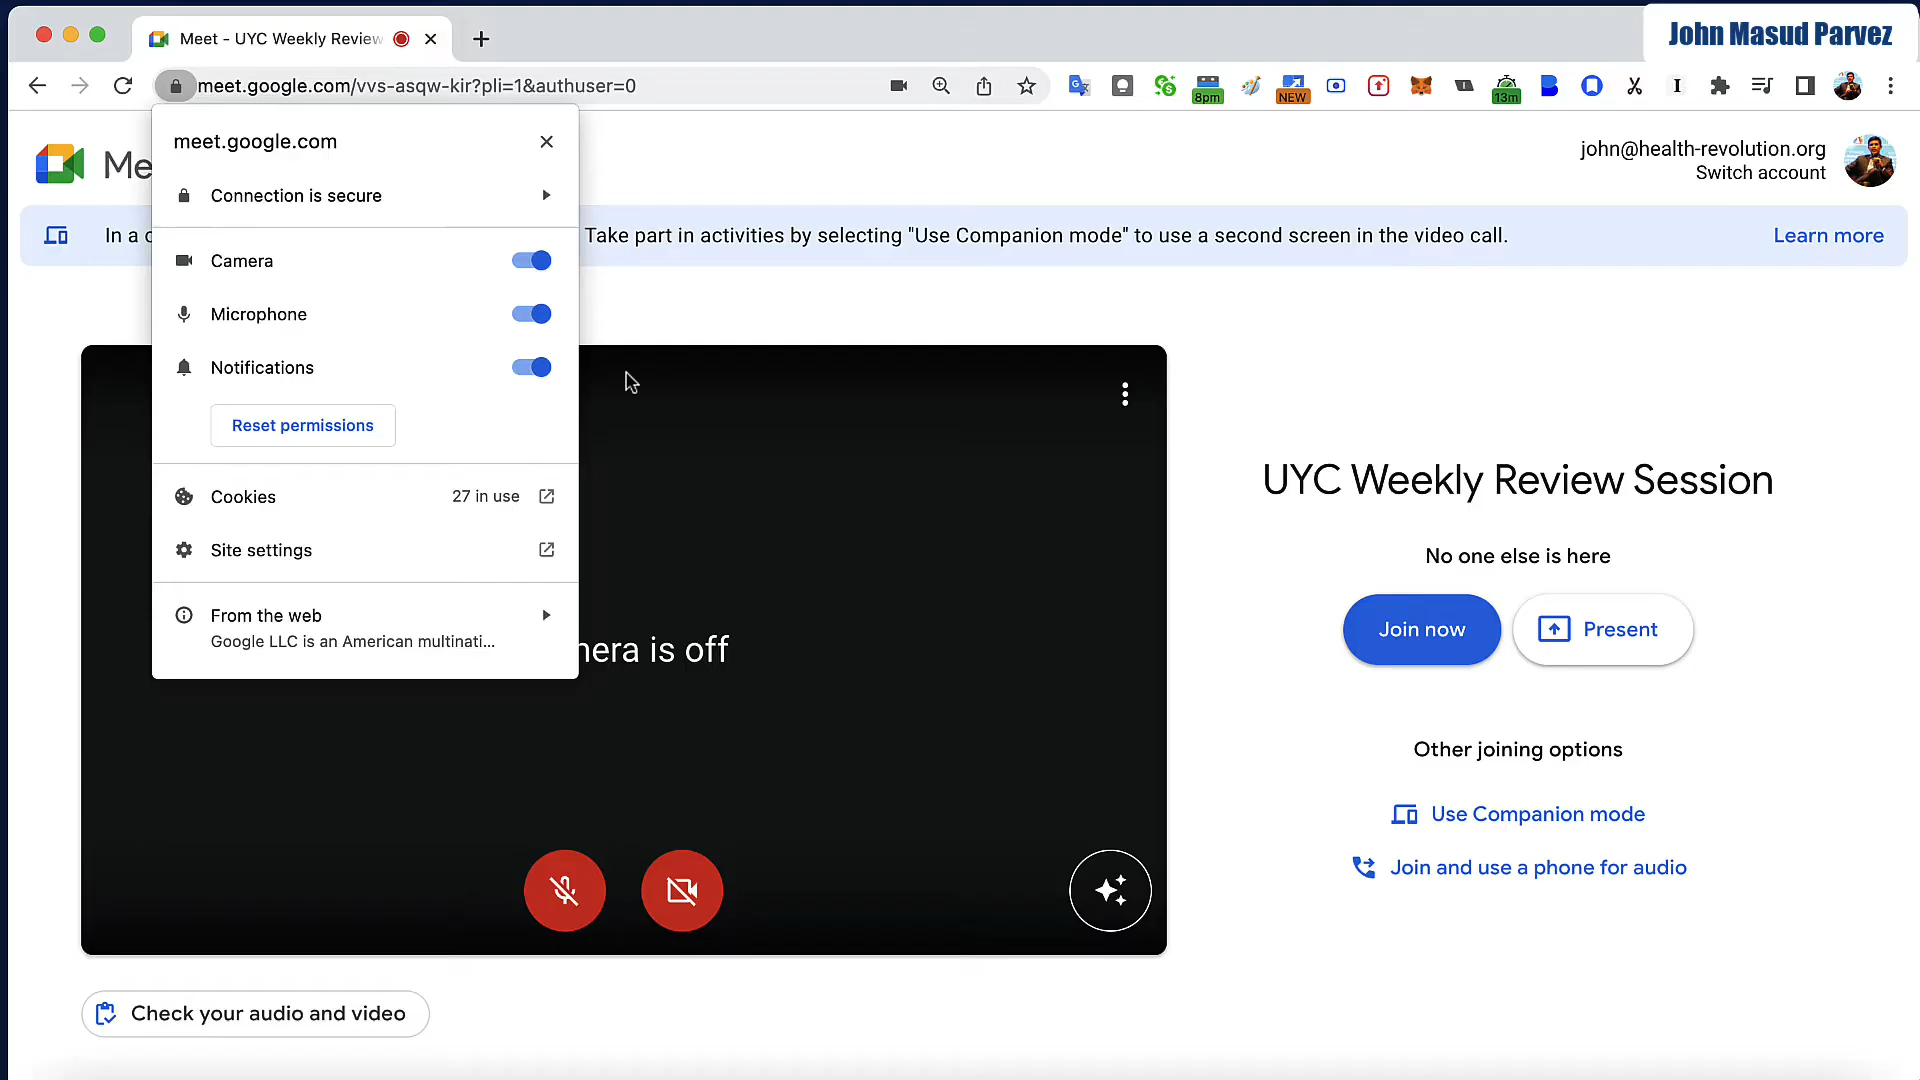 Meet - UYC Weekly Review
John Masud Parvez
meet.google.com/vvs-asqw-kir?pli=1&authuser=0
8pm
NEW
13m
meet.google.com
Connection is secure
Camera
Microphone
Notifications
Reset permissions
Cookies
27 in use
Site settings
From the web
Google LLC is an American multinati...
Me
john@health-revolution.org
Switch account
In a c
Take part in activities by selecting "Use Companion mode" to use a second screen in the video call.
Learn more
nera is off
UYC Weekly Review Session
No one else is here
Join now
Present
Other joining options
Use Companion mode
Join and use a phone for audio
Check your audio and video